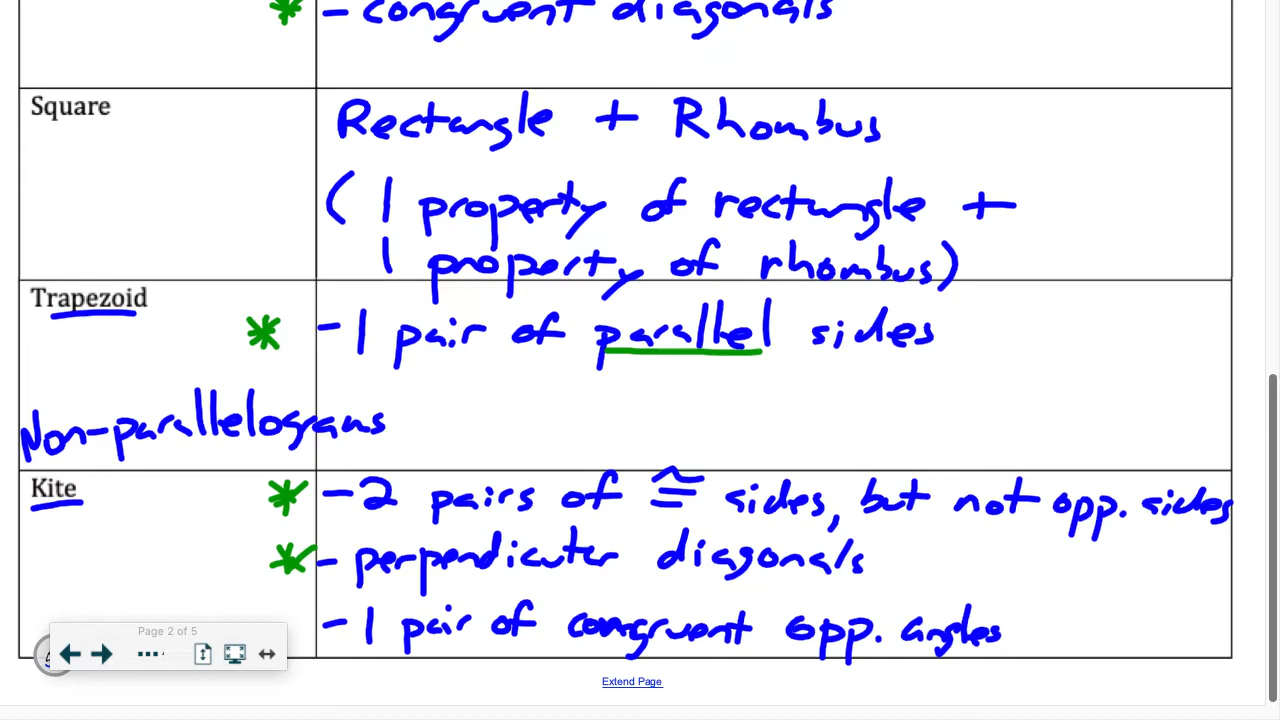 * - congruent diagonals
Square
Rectangle + Rhombus
( 1 property of rectangle +
1 property of rhombus)
Trapezoid
* - 1 pair of parallel sides
Non-parallelograms
Kite
* - 2 pairs of ≅ sides, but not opp. sides
* - perpendicular diagonals
- 1 pair of congruent opp. angles
Page 2 of 5
Extend Page